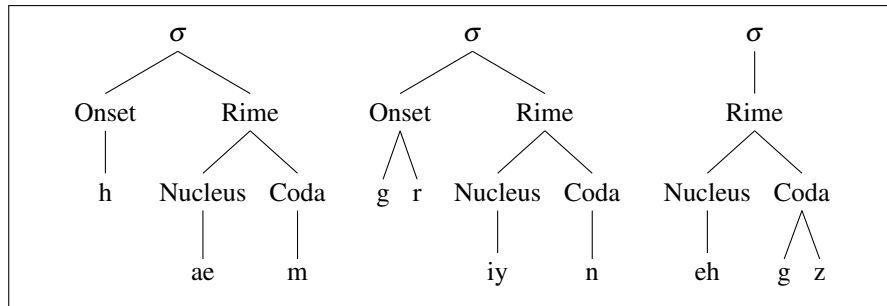 σ σ σ
Onset Rime Onset Rime Rime
h Nucleus Coda g r Nucleus Coda Nucleus Coda
ae m iy n eh g z